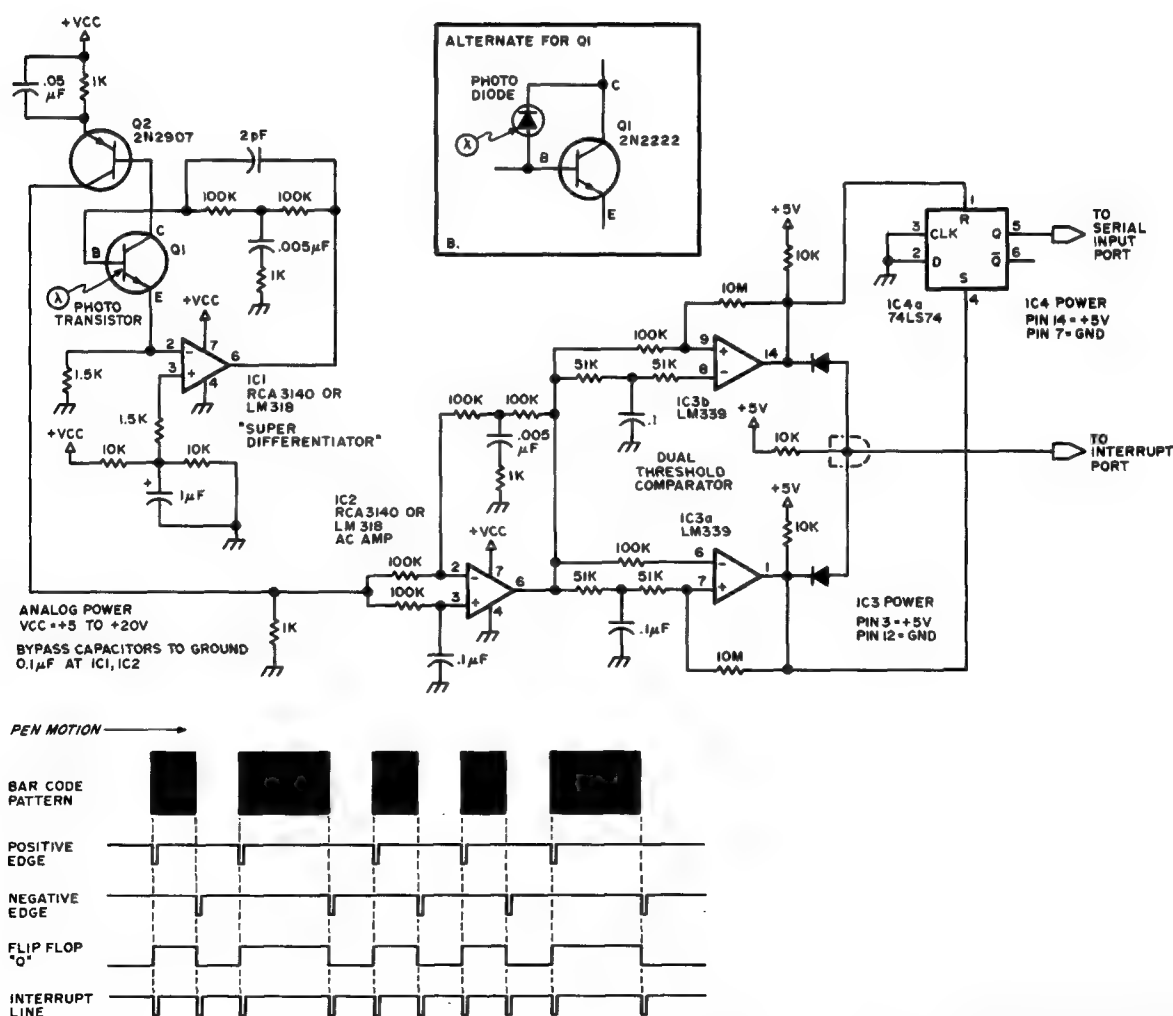 +VCC
.05
µF
1K
Q2
2N2907
2pF
100K
100K
.005µF
1K
C
B
Q1
E
λ
PHOTO
TRANSISTOR
+VCC
2
7
3
6
4
1.5K
IC1
RCA3140 OR
LM318
"SUPER
DIFFERENTIATOR"
1.5K
+VCC
10K
10K
+
1µF
ALTERNATE FOR Q1
PHOTO
DIODE
C
λ
Q1
2N2222
B
E
B.
+5V
10K
10M
100K
9
+
14
51K
51K
8
-
IC3b
LM339
.1
1
R
3
CLK
Q
5
2
D
Q̅
6
S
4
IC4a
74LS74
TO
SERIAL
INPUT
PORT
IC4 POWER
PIN 14=+5V
PIN 7=GND
+5V
10K
TO
INTERRUPT
PORT
DUAL
THRESHOLD
COMPARATOR
+5V
10K
IC3a
LM339
100K
6
-
1
51K
51K
7
+
.1µF
10M
IC3 POWER
PIN 3=+5V
PIN 12=GND
100K
100K
.005
µF
1K
IC2
RCA3140 OR
LM318
AC AMP
+VCC
100K
2
-
7
6
100K
3
+
4
.1µF
1K
ANALOG POWER
VCC=+5 TO +20V
BYPASS CAPACITORS TO GROUND
0.1µF AT IC1, IC2
PEN MOTION
BAR CODE
PATTERN
POSITIVE
EDGE
NEGATIVE
EDGE
FLIP FLOP
"Q"
INTERRUPT
LINE